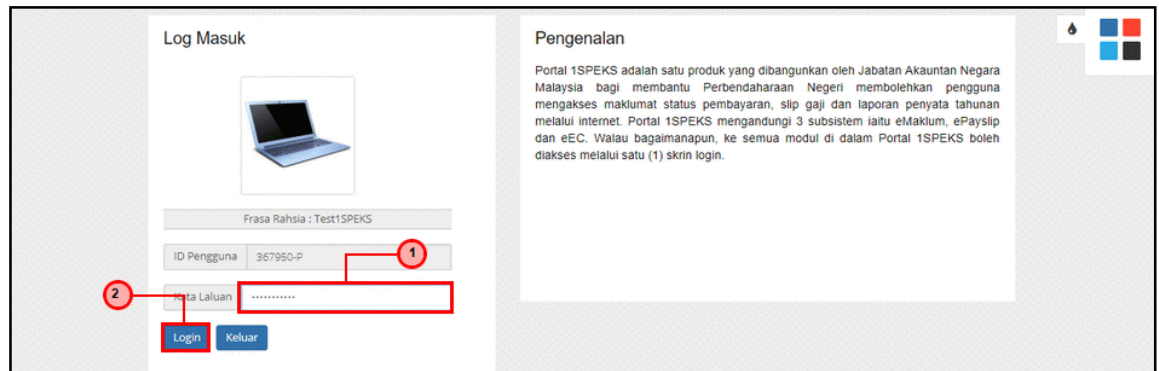 Log Masuk
Frasa Rahsia : Test1SPEKS
ID Pengguna 367950-P
1
2
Kata Laluan ...........
Login Keluar
Pengenalan
Portal 1SPEKS adalah satu produk yang dibangunkan oleh Jabatan Akauntan Negara
Malaysia bagi membantu Perbendaharaan Negeri membolehkan pengguna
mengakses maklumat status pembayaran, slip gaji dan laporan penyata tahunan
melalui internet. Portal 1SPEKS mengandungi 3 subsistem iaitu eMaklum, ePayslip
dan eEC. Walau bagaimanapun, ke semua modul di dalam Portal 1SPEKS boleh
diakses melalui satu (1) skrin login.